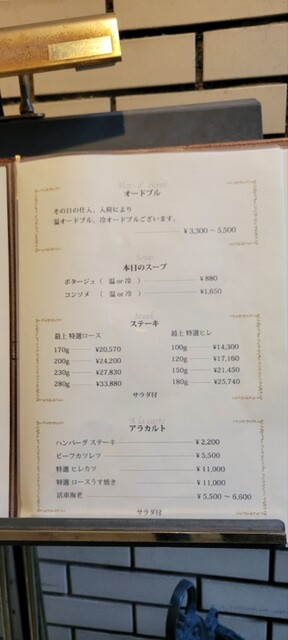 オードブル
その日の仕入、入荷により
温オードブル、冷オードブルございます。
¥3,300~5,500
本日のスープ
ポタージュ ( 温 or 冷 ) ¥880
コンソメ ( 温 or 冷 ) ¥1,650
ステーキ
最上 特選ロース
170g ¥20,570
200g ¥24,200
230g ¥27,830
280g ¥33,880
最上 特選ヒレ
100g ¥14,300
120g ¥17,160
150g ¥21,450
180g ¥25,740
サラダ付
アラカルト
ハンバーグ ステーキ ¥2,200
ビーフカツレツ ¥5,500
特選 ヒレカツ ¥11,000
特選 ロースうす焼き ¥11,000
活車海老 ¥5,500~6,600
サラダ付